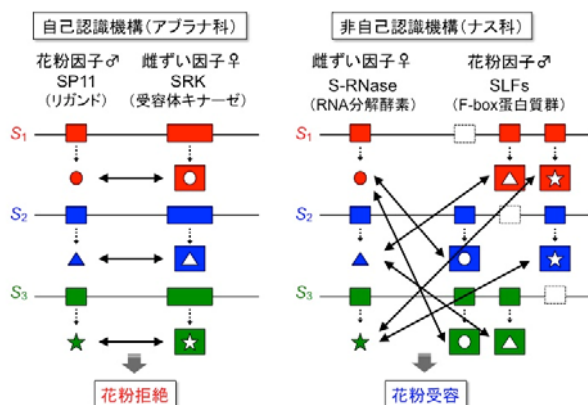 自己認識機構（アブラナ科）
花粉因子♂ 雌ずい因子♀
SP11 SRK
(リガンド) (受容体キナーゼ)
S1
S2
S3
花粉拒絶
非自己認識機構（ナス科）
雌ずい因子♀ 花粉因子♂
S-RNase SLFs
(RNA分解酵素) (F-box蛋白質群)
S1
S2
S3
花粉受容